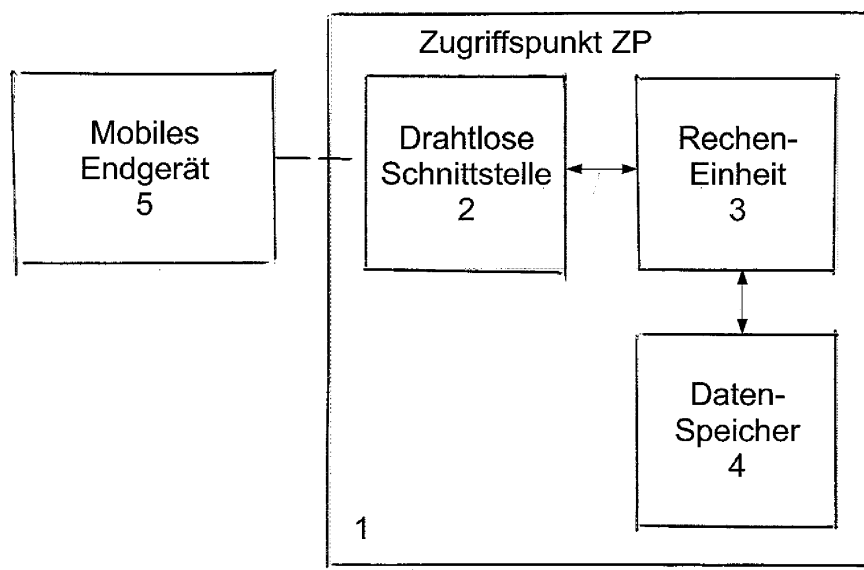 Zugriffspunkt ZP
Mobiles
Endgerät
5
Drahtlose
Schnittstelle
2
Rechen-
Einheit
3
Daten-
Speicher
4
1